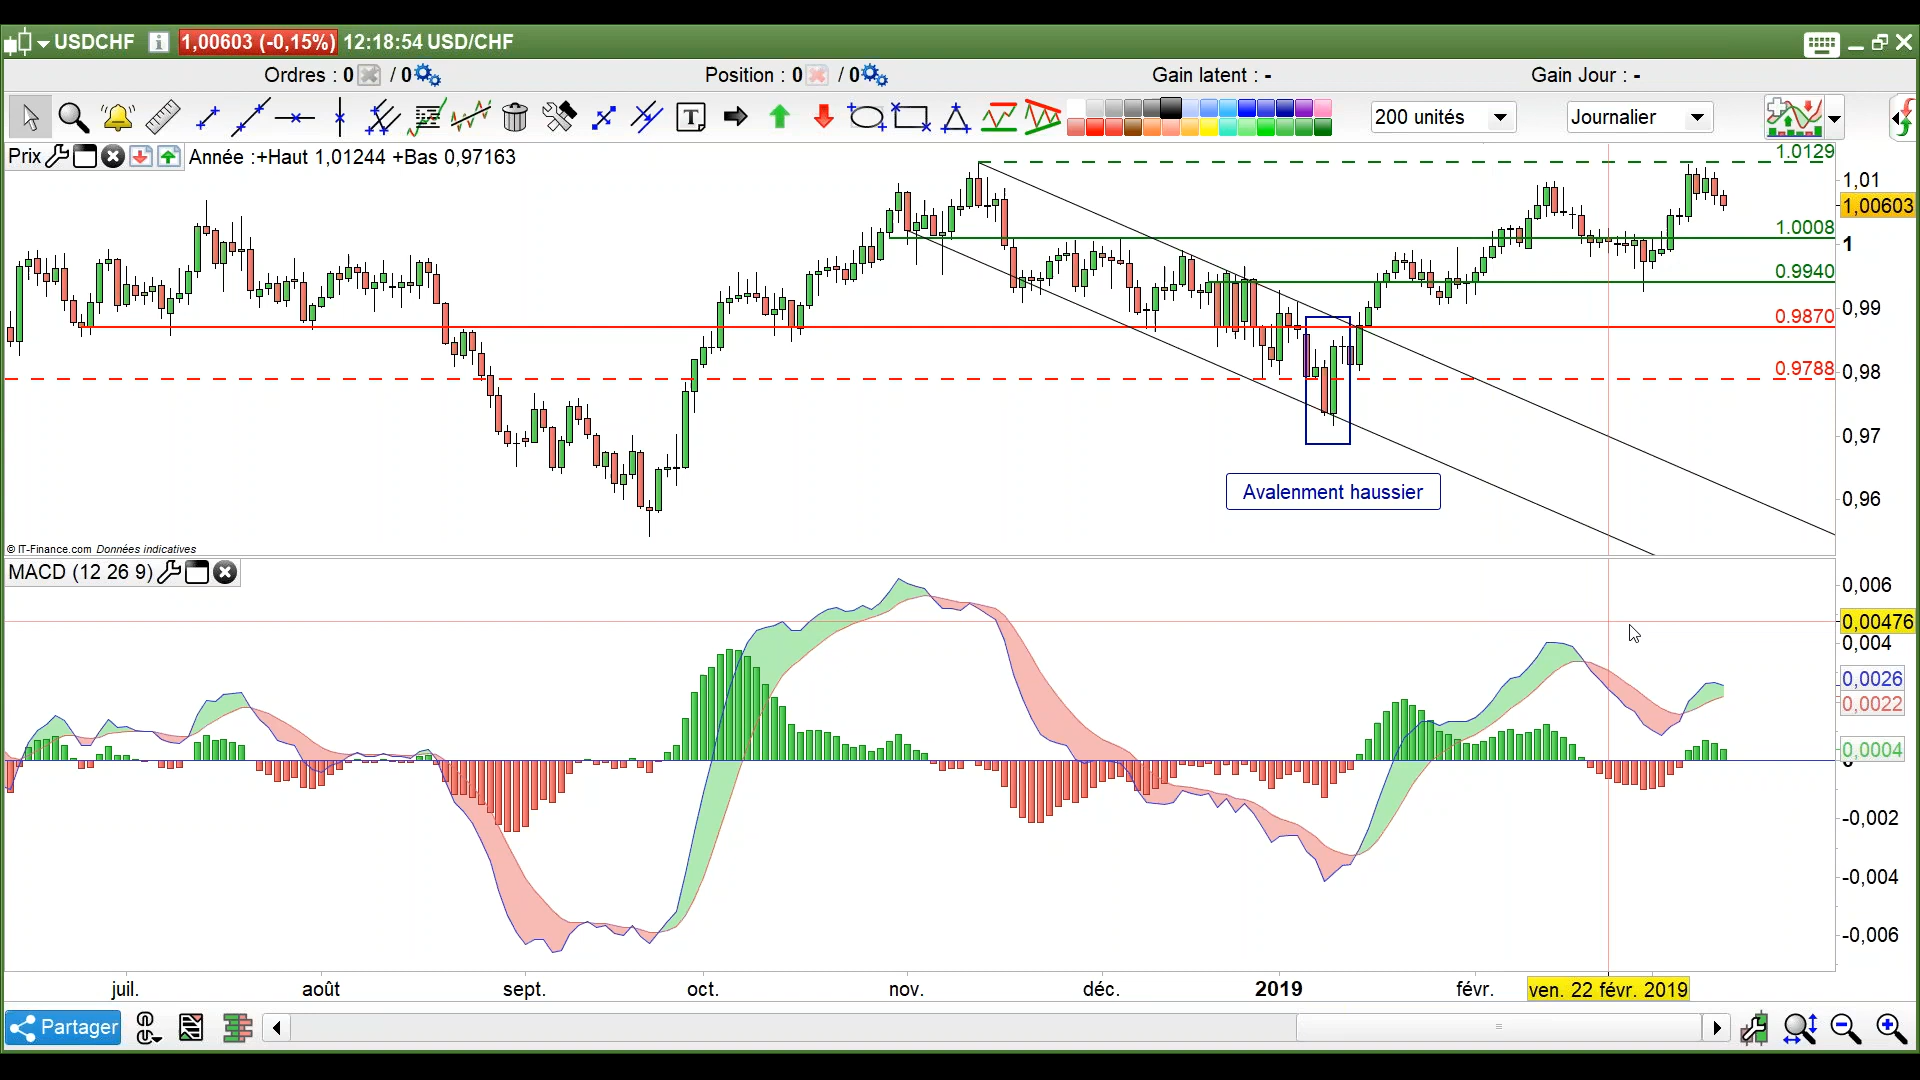 USDCHF 1,00603 (-0,15%) 12:18:54 USD/CHF
Ordres : 0 / 0 Position : 0 / 0 Gain latent : - Gain Jour : -
200 unités Journalier
Prix Année :+Haut 1,01244 +Bas 0,97163
1.0129
1,01
1,00603
1.0008
1
0.9940
0,99
0.9870
0.9788
0,98
0,97
Avalenment haussier
0,96
© IT-Finance.com Données indicatives
MACD (12 26 9)
0,006
0,00476
0,004
0,0026
0,0022
0,0004
0
-0,002
-0,004
-0,006
juil. août sept. oct. nov. déc. 2019 févr. ven. 22 févr. 2019
Partager